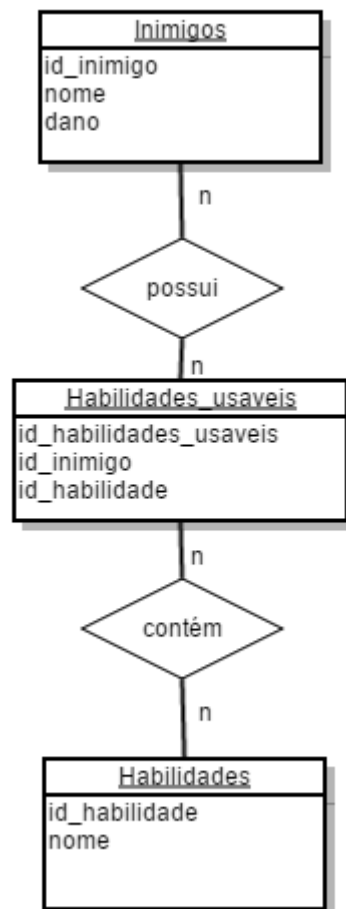 Inimigos
id_inimigo
nome
dano
n
possui
n
Habilidades_usaveis
id_habilidades_usaveis
id_inimigo
id_habilidade
n
contém
n
Habilidades
id_habilidade
nome